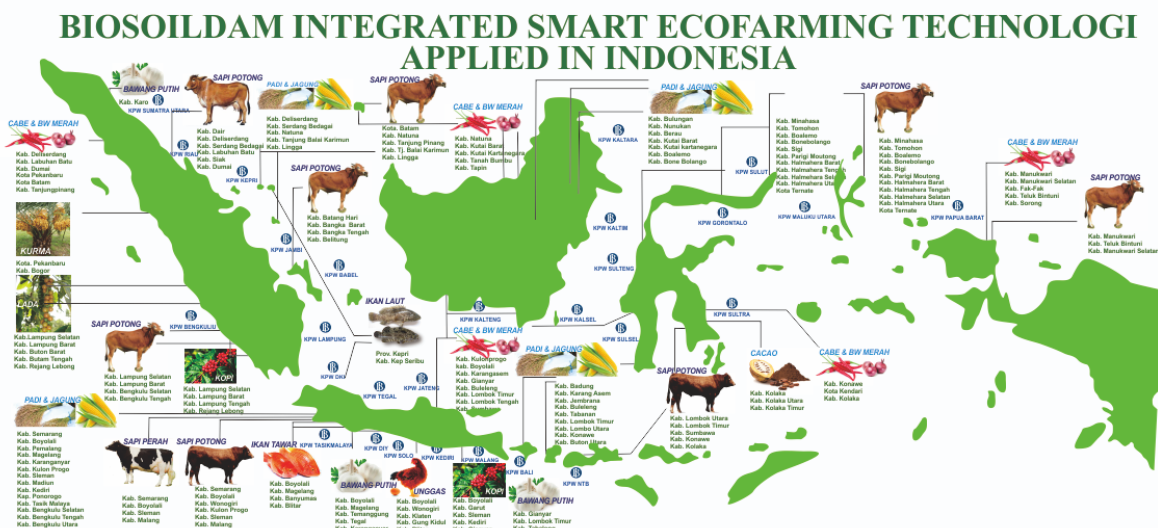 BIOSOILDAM INTEGRATED SMART ECOFARMING TECHNOLOGI
APPLIED IN INDONESIA
BAWANG PUTIH
Kab. Karo
KPW SUMATRA UTARA
SAPI POTONG
Kab. Dairi
Kab. Deliserdang
Kab. Serdang Bedagai
Kab. Labuhan Batu
Kab. Siak
Kab. Dumai
KPW RIAU
KPW KEPRI
PADI & JAGUNG
Kab. Deliserdang
Kab. Serdang Bedagai
Kab. Natuna
Kab. Tanjung Balai Karimun
Kab. Lingga
SAPI POTONG
Kota. Batam
Kab. Natuna
Kab. Tanjung Pinang
Kab. Tj. Balai Karimun
Kab. Lingga
CABE & BW MERAH
Kab. Natuna
Kab. Kutai Barat
Kab. Kutai Kartanegara
Kab. Tanah Bumbu
Kab. Tapin
PADI & JAGUNG
Kab. Bulungan
Kab. Nunukan
Kab. Berau
Kab. Kutai Barat
Kab. Kutai kartanegara
Kab. Boalemo
Kab. Bone Bolango
KPW KALTARA
KPW SULUT
Kab. Minahasa
Kab. Tomohon
Kab. Boalemo
Kab. Bonebolango
Kab. Sigi
Kab. Parigi Moutong
Kab. Halmahera Barat
Kab. Halmahera Tengah
Kab. Halmahera
Kab. Halmahera
Kota Ternate
SAPI POTONG
Kab. Minahasa
Kab. Tomohon
Kab. Boalemo
Kab. Bonebolango
Kab. Sigi
Kab. Parigi Moutong
Kab. Halmahera Barat
Kab. Halmahera Tengah
Kab. Halmahera Selatan
Kab. Halmahera Utara
Kota Ternate
CABE & BW MERAH
Kab. Manukwari
Kab. Manukwari Selatan
Kab. Fak-Fak
Kab. Teluk Bintuni
Kab. Sorong
KPW PAPUA BARAT
SAPI POTONG
Kab. Manukwari
Kab. Teluk Bintuni
Kab. Manukwari Selatan
CABE & BW MERAH
Kab. Deliserdang
Kab. Labuhan Batu
Kab. Dumai
Kota Pekanbaru
Kota Batam
Kab. Tanjungpinang
SAPI POTONG
Kab. Batang Hari
Kab. Bangka Barat
Kab. Bangka Tengah
Kab. Belitung
KPW JAMBI
KPW BABEL
KPW KALTIM
KPW SULTENG
KPW GORONTALO
KPW MALUKU UTARA
KURMA
Kota. Pekanbaru
Kab. Bogor
LADA
Kab.Lampung Selatan
Kab. Lampung Barat
Kab. Buton Barat
Kab. Butam Tengah
Kab. Rejang Lebong
KPW BENGKULIU
SAPI POTONG
Kab. Lampung Selatan
Kab. Lampung Barat
Kab. Bengkulu Selatan
Kab. Bengkulu Tengah
KOPI
Kab. Lampung Selatan
Kab. Lampung Barat
Kab. Lampung Tengah
Kab. Rejang Lebong
KPW LAMPUNG
KPW DKI
IKAN LAUT
Prov. Kepri
Kab. Kep Seribu
KPW TEGAL
KPW JATENG
KPW KALTENG
CABE & BW MERAH
Kab. Kulonprogo
kab. Boyolali
Kab. Karangasem
Kab. Gianyar
Kab. Buleleng
Kab. Lombok Timur
Kab. Lombok Tengah
Kab. Sumbawa
KPW KALSEL
KPW SULSEL
KPW SULTRA
PADI & JAGUNG
Kab. Badung
Kab. Karang Asem
Kab. Jembrana
Kab. Buleleng
Kab. Tabanan
Kab. Lombok Timur
Kab. Lombo Utara
Kab. Konawe
Kab. Buton Utara
SAPI POTONG
Kab. Lombok Utara
Kab. Lombok Timur
Kab. Sumbawa
Kab. Konawe
Kab. Kolaka
CACAO
Kab. Kolaka
Kab. Kolaka Utara
Kab. Kolaka Timur
CABE & BW MERAH
Kab. Konawe
Kota Kendari
Kab. Kolaka
PADI & JAGUNG
Kab. Semarang
Kab. Boyolali
Kab. Pemalang
Kab. Magelang
Kab. Karanganyar
Kab. Kulon Progo
Kab. Sleman
Kab. Madiun
Kab. Kediri
Kap. Ponorogo
Kab. Tasik Malaya
Kab. Bengkulu Selatan
Kab. Bengkulu Tengah
Kab. Bengkulu Utara
SAPI PERAH
Kab. Semarang
Kab. Boyolali
Kab. Sleman
Kab. Malang
SAPI POTONG
Kab. Semarang
Kab. Boyolali
Kab. Wonogiri
Kab. Kulon Progo
Kab. Sleman
Kab. Malang
IKAN TAWAR
Kab. Boyolali
Kab. Magelang
Kab. Banyumas
Kab. Blitar
KPW TASIKMALAYA
KPW DIY
KPW SOLO
KPW KEDIRI
KPW MALANG
KPW BALI
KPW NTB
BAWANG PUTIH
Kab. Boyolali
Kab. Magelang
Kab. Temanggung
Kab. Tegal
UNGGAS
Kab. Boyolali
Kab. Wonogiri
Kab. Klaten
Kab. Gung Kidul
KOPI
Kab. Boyolali
Kab. Garut
Kab. Sleman
Kab. Kediri
BAWANG PUTIH
Kab. Gianyar
Kab. Lombok Timur